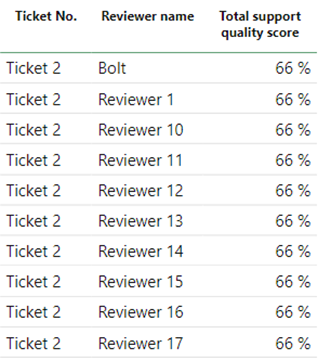 Ticket No. Reviewer name Total support
quality score
Ticket 2 Bolt 66 %
Ticket 2 Reviewer 1 66 %
Ticket 2 Reviewer 10 66 %
Ticket 2 Reviewer 11 66 %
Ticket 2 Reviewer 12 66 %
Ticket 2 Reviewer 13 66 %
Ticket 2 Reviewer 14 66 %
Ticket 2 Reviewer 15 66 %
Ticket 2 Reviewer 16 66 %
Ticket 2 Reviewer 17 66 %